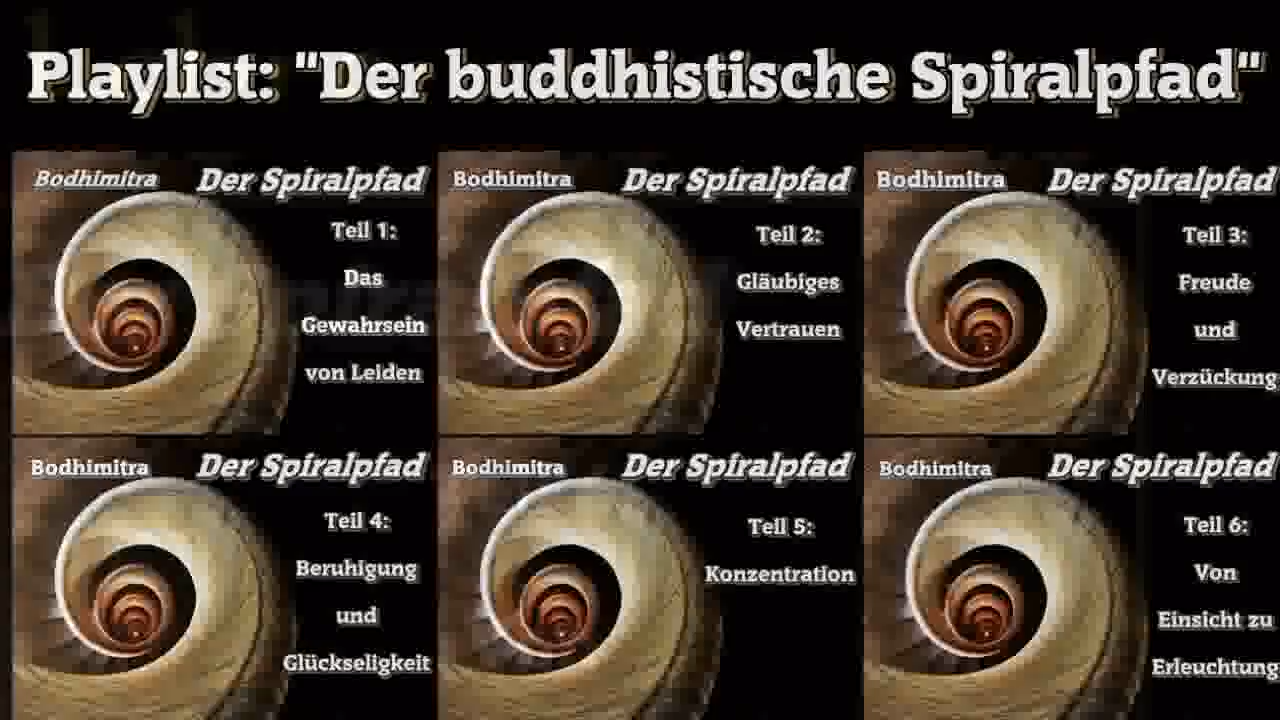 Playlist: "Der buddhistische Spiralpfad"
Bodhimitra Der Spiralpfad
Teil 1:
Das
Gewahrsein
von Leiden
Bodhimitra Der Spiralpfad
Teil 2:
Gläubiges
Vertrauen
Bodhimitra Der Spiralpfad
Teil 3:
Freude
und
Verzückung
Bodhimitra Der Spiralpfad
Teil 4:
Beruhigung
und
Glückseligkeit
Bodhimitra Der Spiralpfad
Teil 5:
Konzentration
Bodhimitra Der Spiralpfad
Teil 6:
Von
Einsicht zu
Erleuchtung